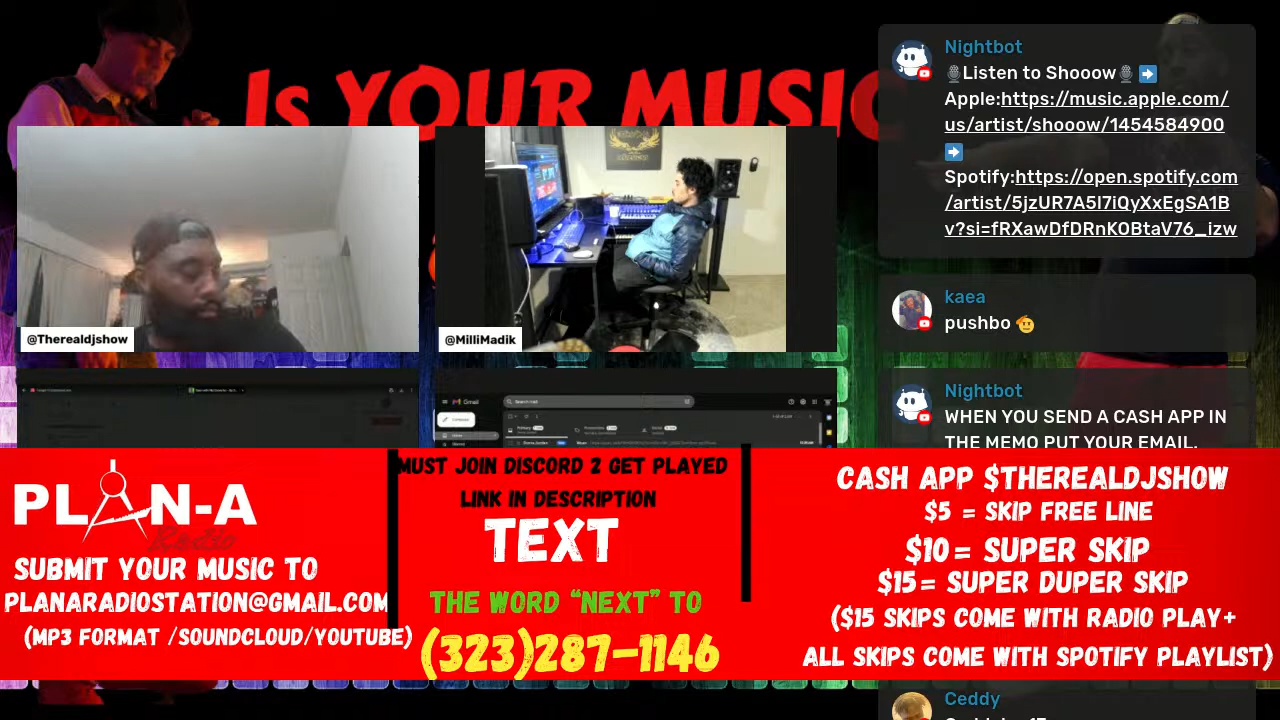 Is YOUR MUSIC
@Therealdjshow
@MilliMadik
Gmail
Search mail
Compose
PLAN-A
Radio
SUBMIT YOUR MUSIC TO
PLANARADIOSTATION@GMAIL.COM
(MP3 FORMAT /SOUNDCLOUD/YOUTUBE)
MUST JOIN DISCORD 2 GET PLAYED
LINK IN DESCRIPTION
TEXT
THE WORD “NEXT” TO
(323)287-1146
CASH APP $THEREALDJSHOW
$5 = SKIP FREE LINE
$10= SUPER SKIP
$15= SUPER DUPER SKIP
($15 SKIPS COME WITH RADIO PLAY+
ALL SKIPS COME WITH SPOTIFY PLAYLIST)
Nightbot
🎙Listen to Shooow🎙➡
Apple:https://music.apple.com/
us/artist/shooow/1454584900
➡
Spotify:https://open.spotify.com
/artist/5jzUR7A5I7iQyXxEgSA1B
v?si=fRXawDfDRnKOBtaV76_izw
kaea
pushbo 🫡
Nightbot
WHEN YOU SEND A CASH APP IN
THE MEMO PUT YOUR EMAIL.
Ceddy